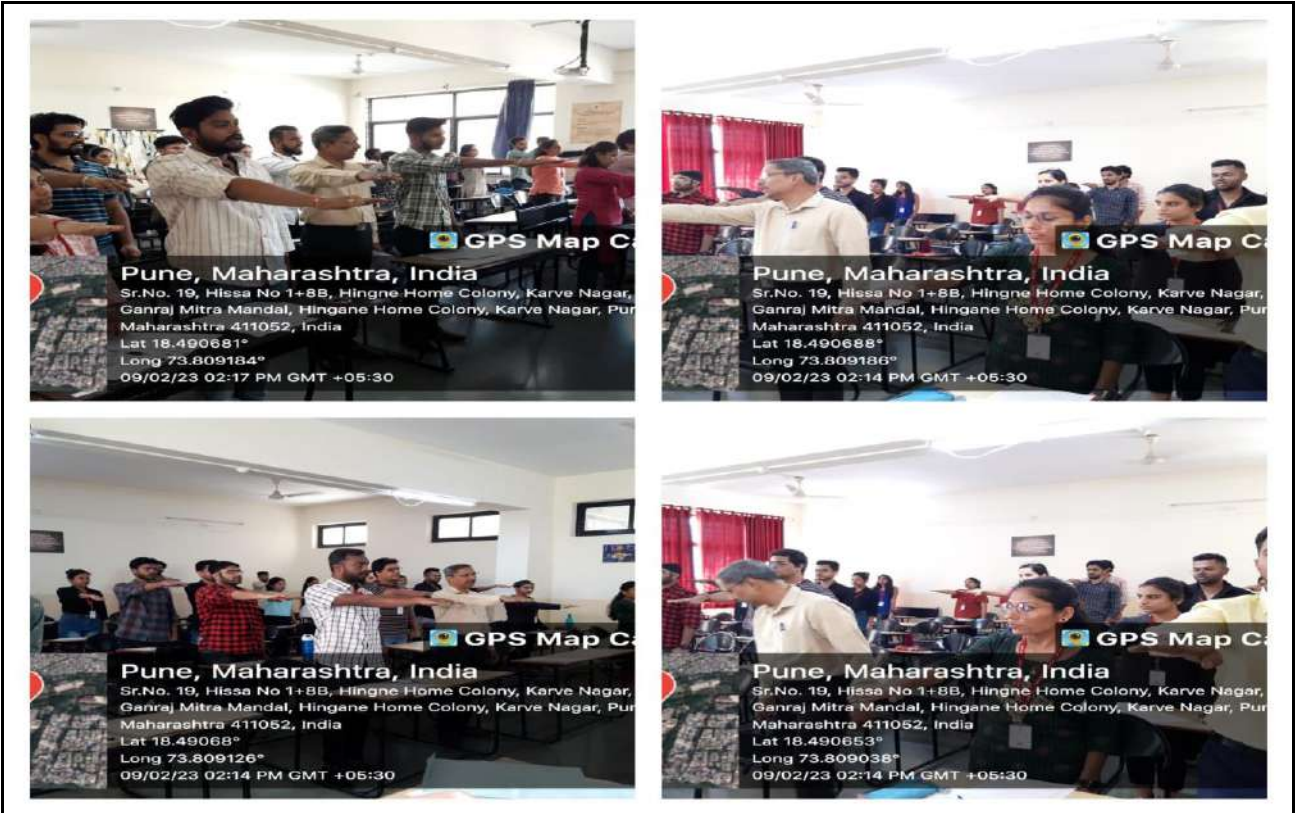 GPS Map Ca
Pune, Maharashtra, India
Sr.No. 19, Hissa No 1+8B, Hingne Home Colony, Karve Nagar,
Ganraj Mitra Mandal, Hingane Home Colony, Karve Nagar, Pur
Maharashtra 411052, India
Lat 18.490681°
Long 73.809184°
09/02/23 02:17 PM GMT +05:30
GPS Map Ca
Pune, Maharashtra, India
Sr.No. 19, Hissa No 1+8B, Hingne Home Colony, Karve Nagar,
Ganraj Mitra Mandal, Hingane Home Colony, Karve Nagar, Pur
Maharashtra 411052, India
Lat 18.490688°
Long 73.809186°
09/02/23 02:14 PM GMT +05:30
GPS Map Ca
Pune, Maharashtra, India
Sr.No. 19, Hissa No 1+8B, Hingne Home Colony, Karve Nagar,
Ganraj Mitra Mandal, Hingane Home Colony, Karve Nagar, Pur
Maharashtra 411052, India
Lat 18.49068°
Long 73.809126°
09/02/23 02:14 PM GMT +05:30
GPS Map Ca
Pune, Maharashtra, India
Sr.No. 19, Hissa No 1+8B, Hingne Home Colony, Karve Nagar,
Ganraj Mitra Mandal, Hingane Home Colony, Karve Nagar, Pur
Maharashtra 411052, India
Lat 18.490653°
Long 73.809038°
09/02/23 02:14 PM GMT +05:30